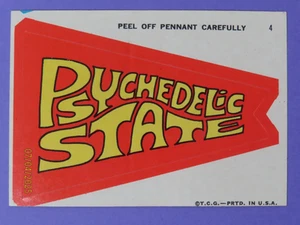 PEEL OFF PENNANT CAREFULLY 4
PSYCHEDELIC
STATE
©T.C.G.—PRTD. IN U.S.A.